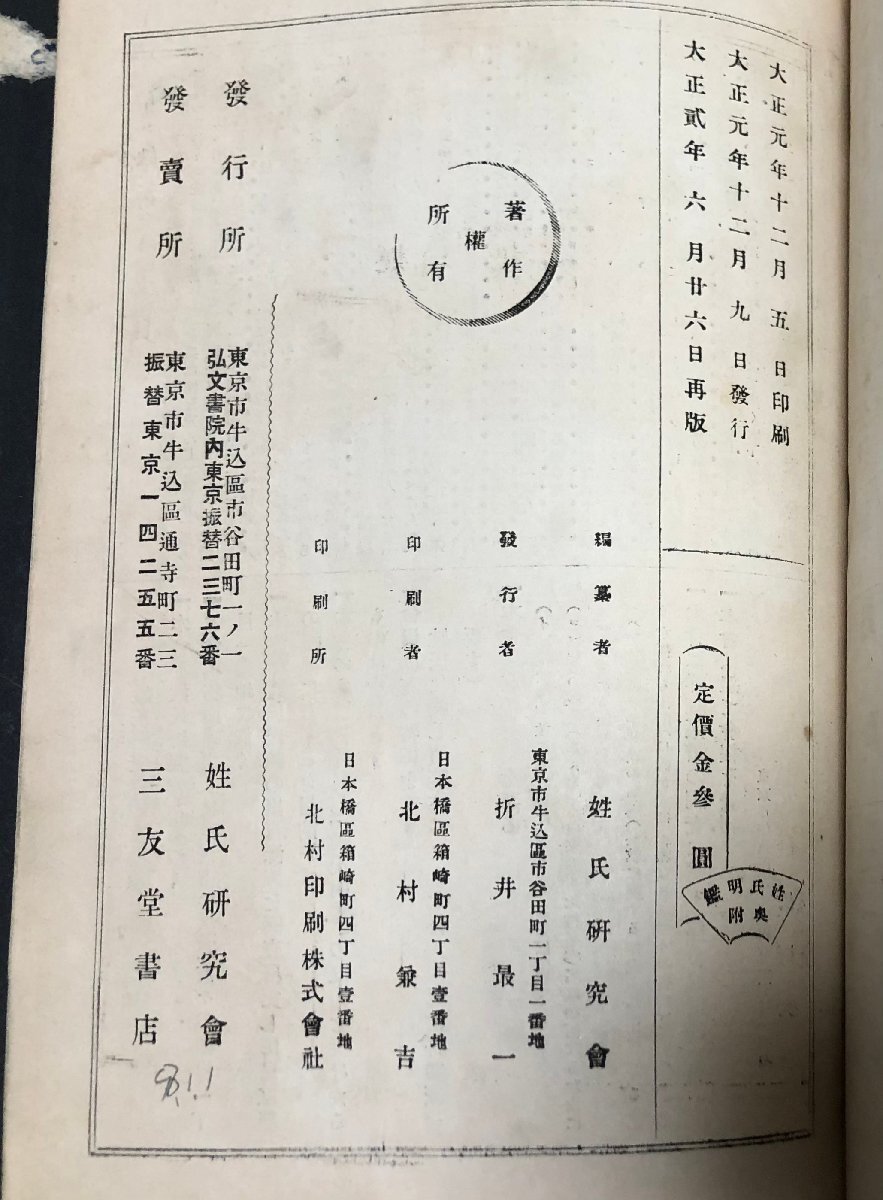 大正元年十二月五日印刷
大正元年十二月九日發行
大正貳年六月廿六日再版
定價金參圓
姓氏明鑑
奥附
著作
權
所有
編纂者 姓氏研究會
東京市牛込區市谷田町一丁目一番地
發行者 折井最一
日本橋區箱崎町四丁目壹番地
印刷者 北村兼吉
日本橋區箱崎町四丁目壹番地
印刷所 北村印刷株式會社
東京市牛込區市谷田町一ノ一
發行所 姓氏研究會
弘文書院內東京振替二三七六番
東京市牛込區通寺町二三
發賣所 三友堂書店
振替東京一四二五五番